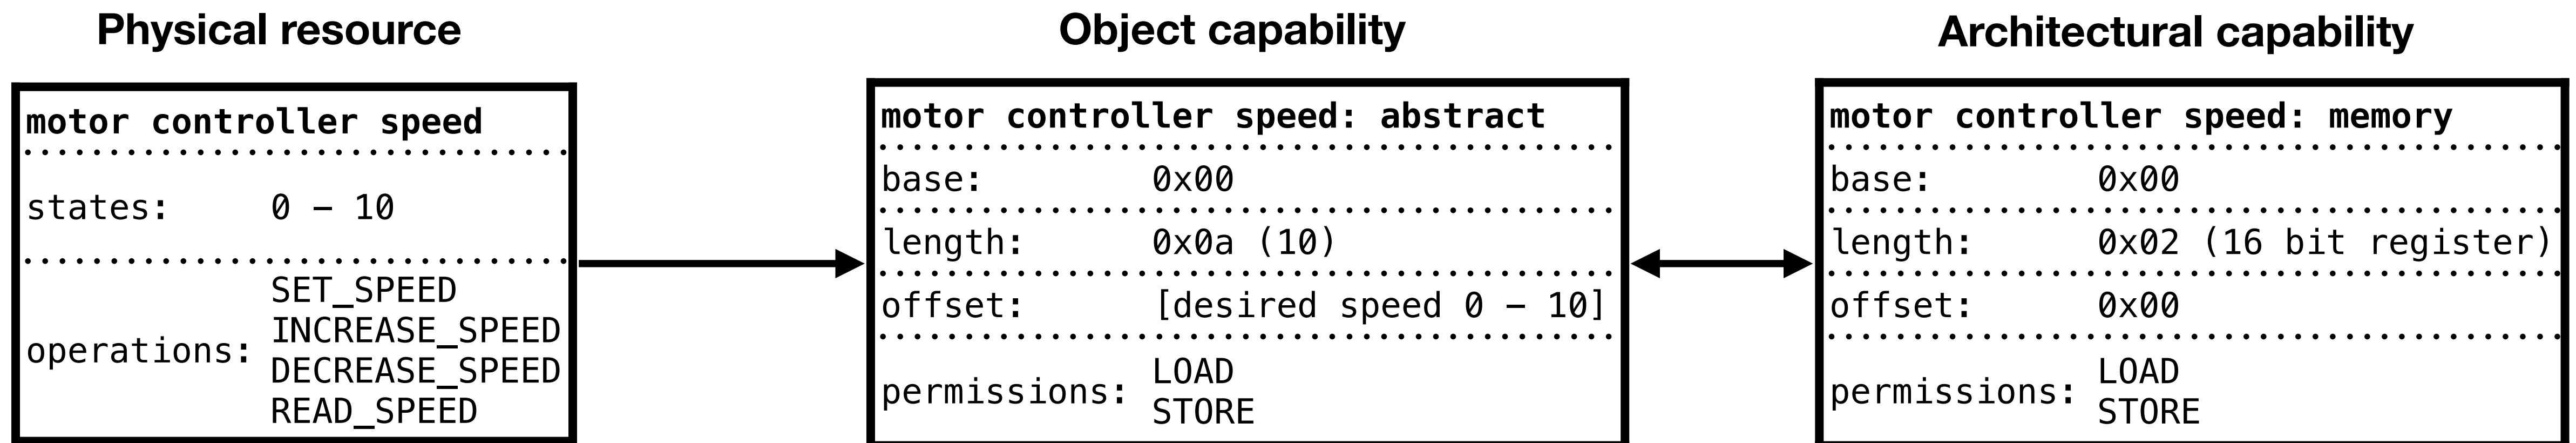 Physical resource
motor controller speed
states: 0 – 10
operations:
SET_SPEED
INCREASE_SPEED
DECREASE_SPEED
READ_SPEED
Object capability
motor controller speed: abstract
base: 0x00
length: 0x0a (10)
offset: [desired speed 0 – 10]
permissions:
LOAD
STORE
Architectural capability
motor controller speed: memory
base: 0x00
length: 0x02 (16 bit register)
offset: 0x00
permissions:
LOAD
STORE